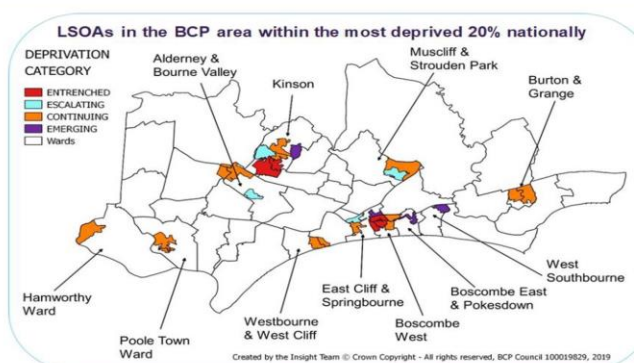 LSOAs in the BCP area within the most deprived 20% nationally
DEPRIVATION
CATEGORY
ENTRENCHED
ESCALATING
CONTINUING
EMERGING
Wards
Alderney &
Bourne Valley
Kinson
Muscliff &
Strouden Park
Burton &
Grange
Hamworthy
Ward
Poole Town
Ward
Westbourne
& West Cliff
East Cliff &
Springbourne
Boscombe
West
Boscombe East
& Pokesdown
West
Southbourne
Created by the Insight Team © Crown Copyright - All rights reserved, BCP Council 100019829, 2019